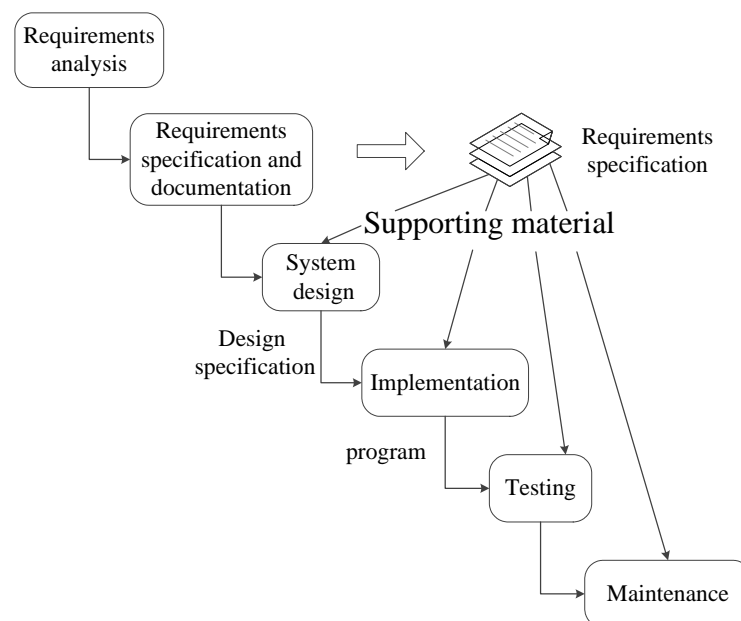 Requirements
analysis
Requirements
specification and
documentation
Requirements
specification
Supporting material
System
design
Design
specification
Implementation
program
Testing
Maintenance